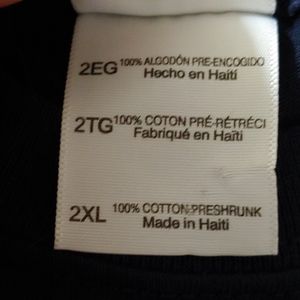 2EG 100% ALGODÓN PRE-ENCOGIDO
Hecho en Haití
2TG 100% COTON PRÉ-RÉTRÉCI
Fabriqué en Haïti
2XL 100% COTTON-PRESHRUNK
Made in Haiti